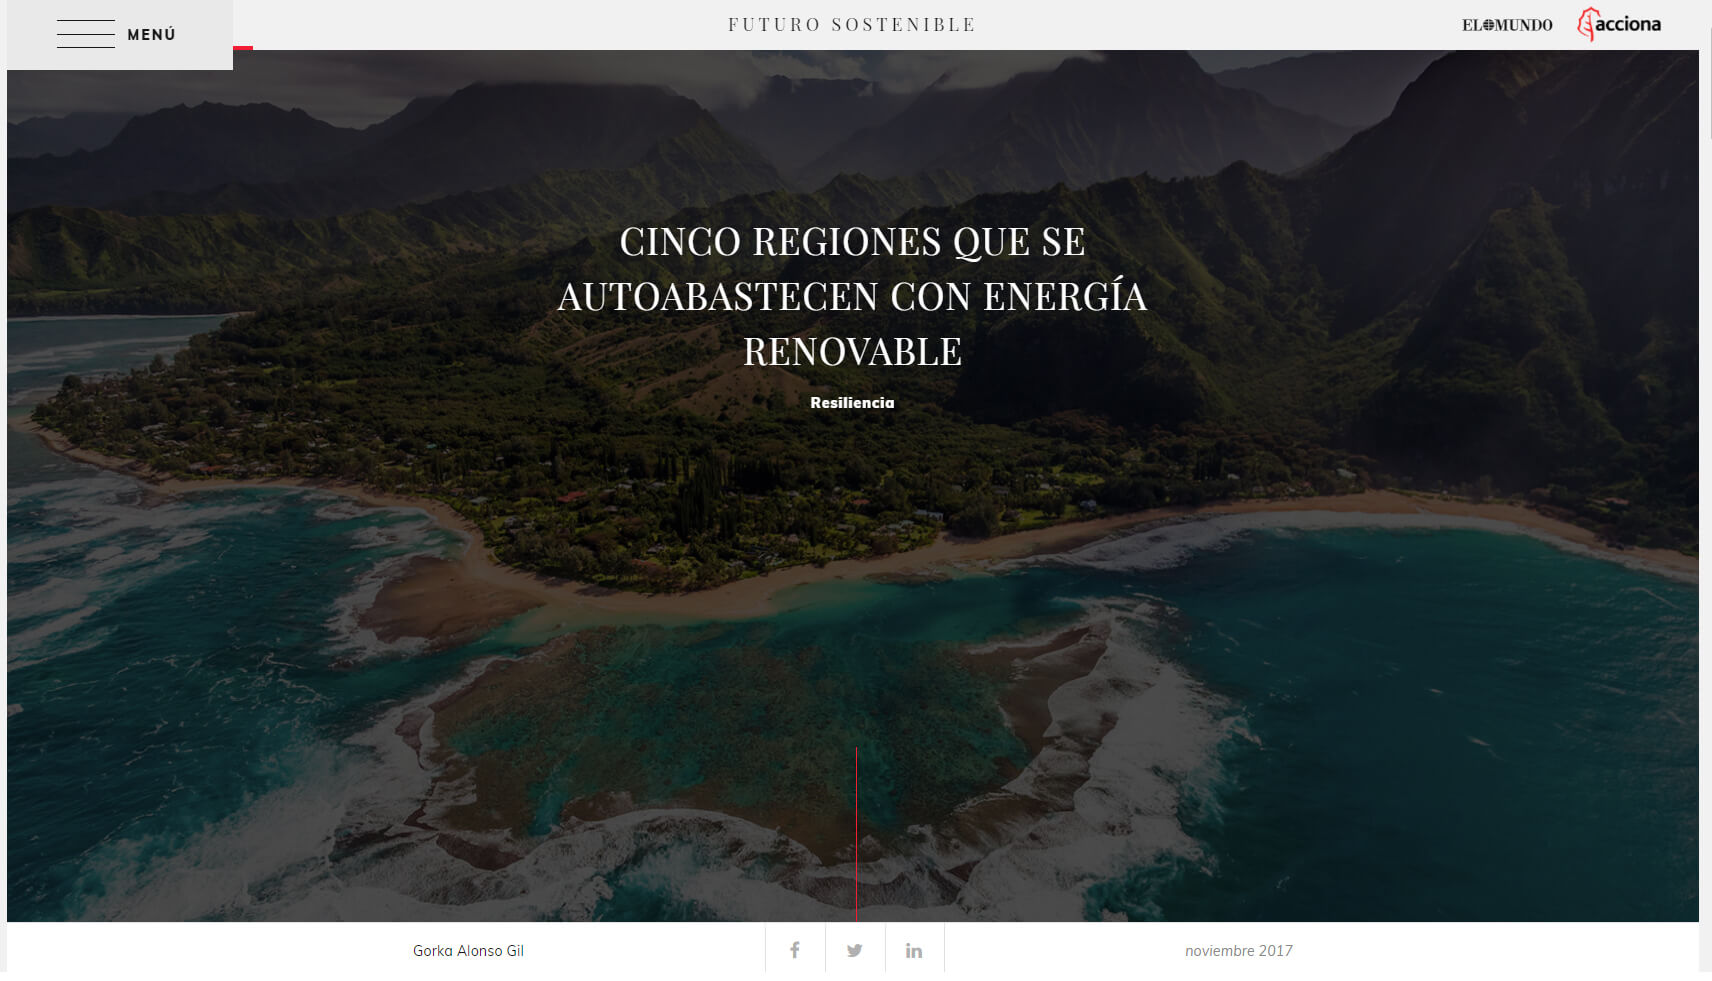 MENÚ
FUTURO SOSTENIBLE
EL MUNDO
acciona
CINCO REGIONES QUE SE
AUTOABASTECEN CON ENERGÍA
RENOVABLE
Resiliencia
Gorka Alonso Gil
noviembre 2017